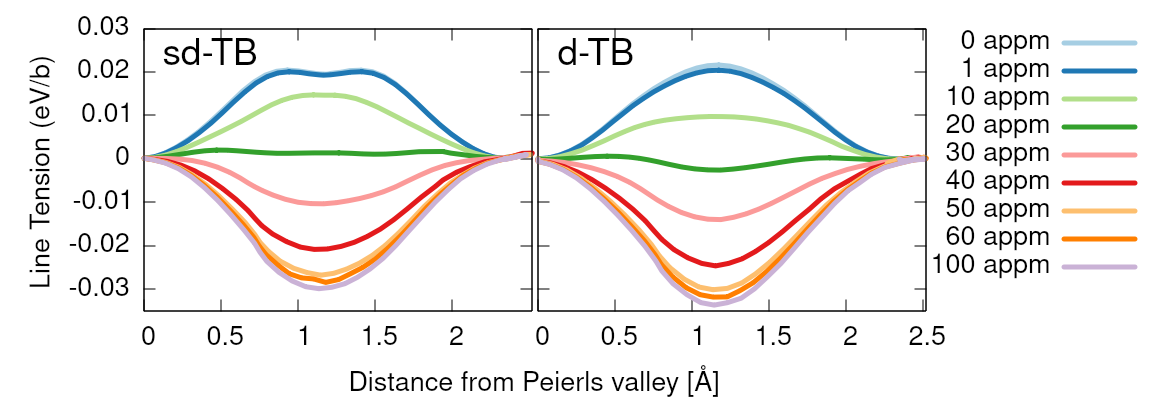 sd-TB
d-TB
Line Tension (eV/b)
0.03
0.02
0.01
0
-0.01
-0.02
-0.03
0 0.5 1 1.5 2
0 0.5 1 1.5 2 2.5
Distance from Peierls valley [Å]
0 appm
1 appm
10 appm
20 appm
30 appm
40 appm
50 appm
60 appm
100 appm